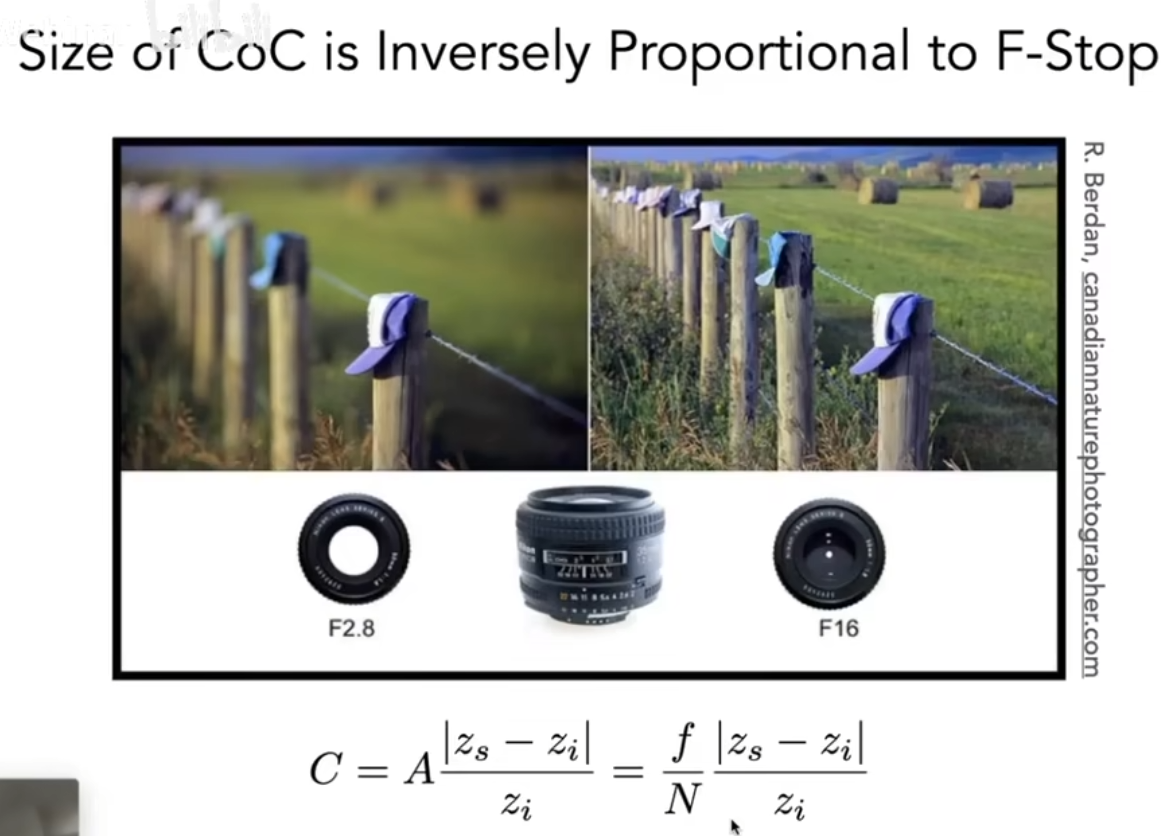 bilibili
Size of CoC is Inversely Proportional to F-Stop
R. Berdan, canadiannaturephotographer.com
F2.8
F16
C = A |z_s − z_i| / z_i = f / N |z_s − z_i| / z_i